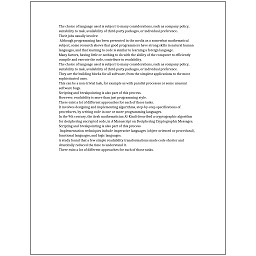 The choice of language used is subject to many considerations, such as company policy,
suitability to task, availability of third-party packages, or individual preference.
Their jobs usually involve:
Although programming has been presented in the media as a somewhat mathematical
subject, some research shows that good programmers have strong skills in natural human
languages, and that learning to code is similar to learning a foreign language.
Many factors, having little or nothing to do with the ability of the computer to efficiently
compile and execute the code, contribute to readability.
The choice of language used is subject to many considerations, such as company policy,
suitability to task, availability of third-party packages, or individual preference.
They are the building blocks for all software, from the simplest applications to the most
sophisticated ones.
This can be a non-trivial task, for example as with parallel processes or some unusual
software bugs.
Scripting and breakpointing is also part of this process.
However, readability is more than just programming style.
There exist a lot of different approaches for each of those tasks.
It involves designing and implementing algorithms, step-by-step specifications of
procedures, by writing code in one or more programming languages.
In the 9th century, the Arab mathematician Al-Kindi described a cryptographic algorithm
for deciphering encrypted code, in A Manuscript on Deciphering Cryptographic Messages.
Scripting and breakpointing is also part of this process.
Implementation techniques include imperative languages (object-oriented or procedural),
functional languages, and logic languages.
A study found that a few simple readability transformations made code shorter and
drastically reduced the time to understand it.
There exist a lot of different approaches for each of those tasks.